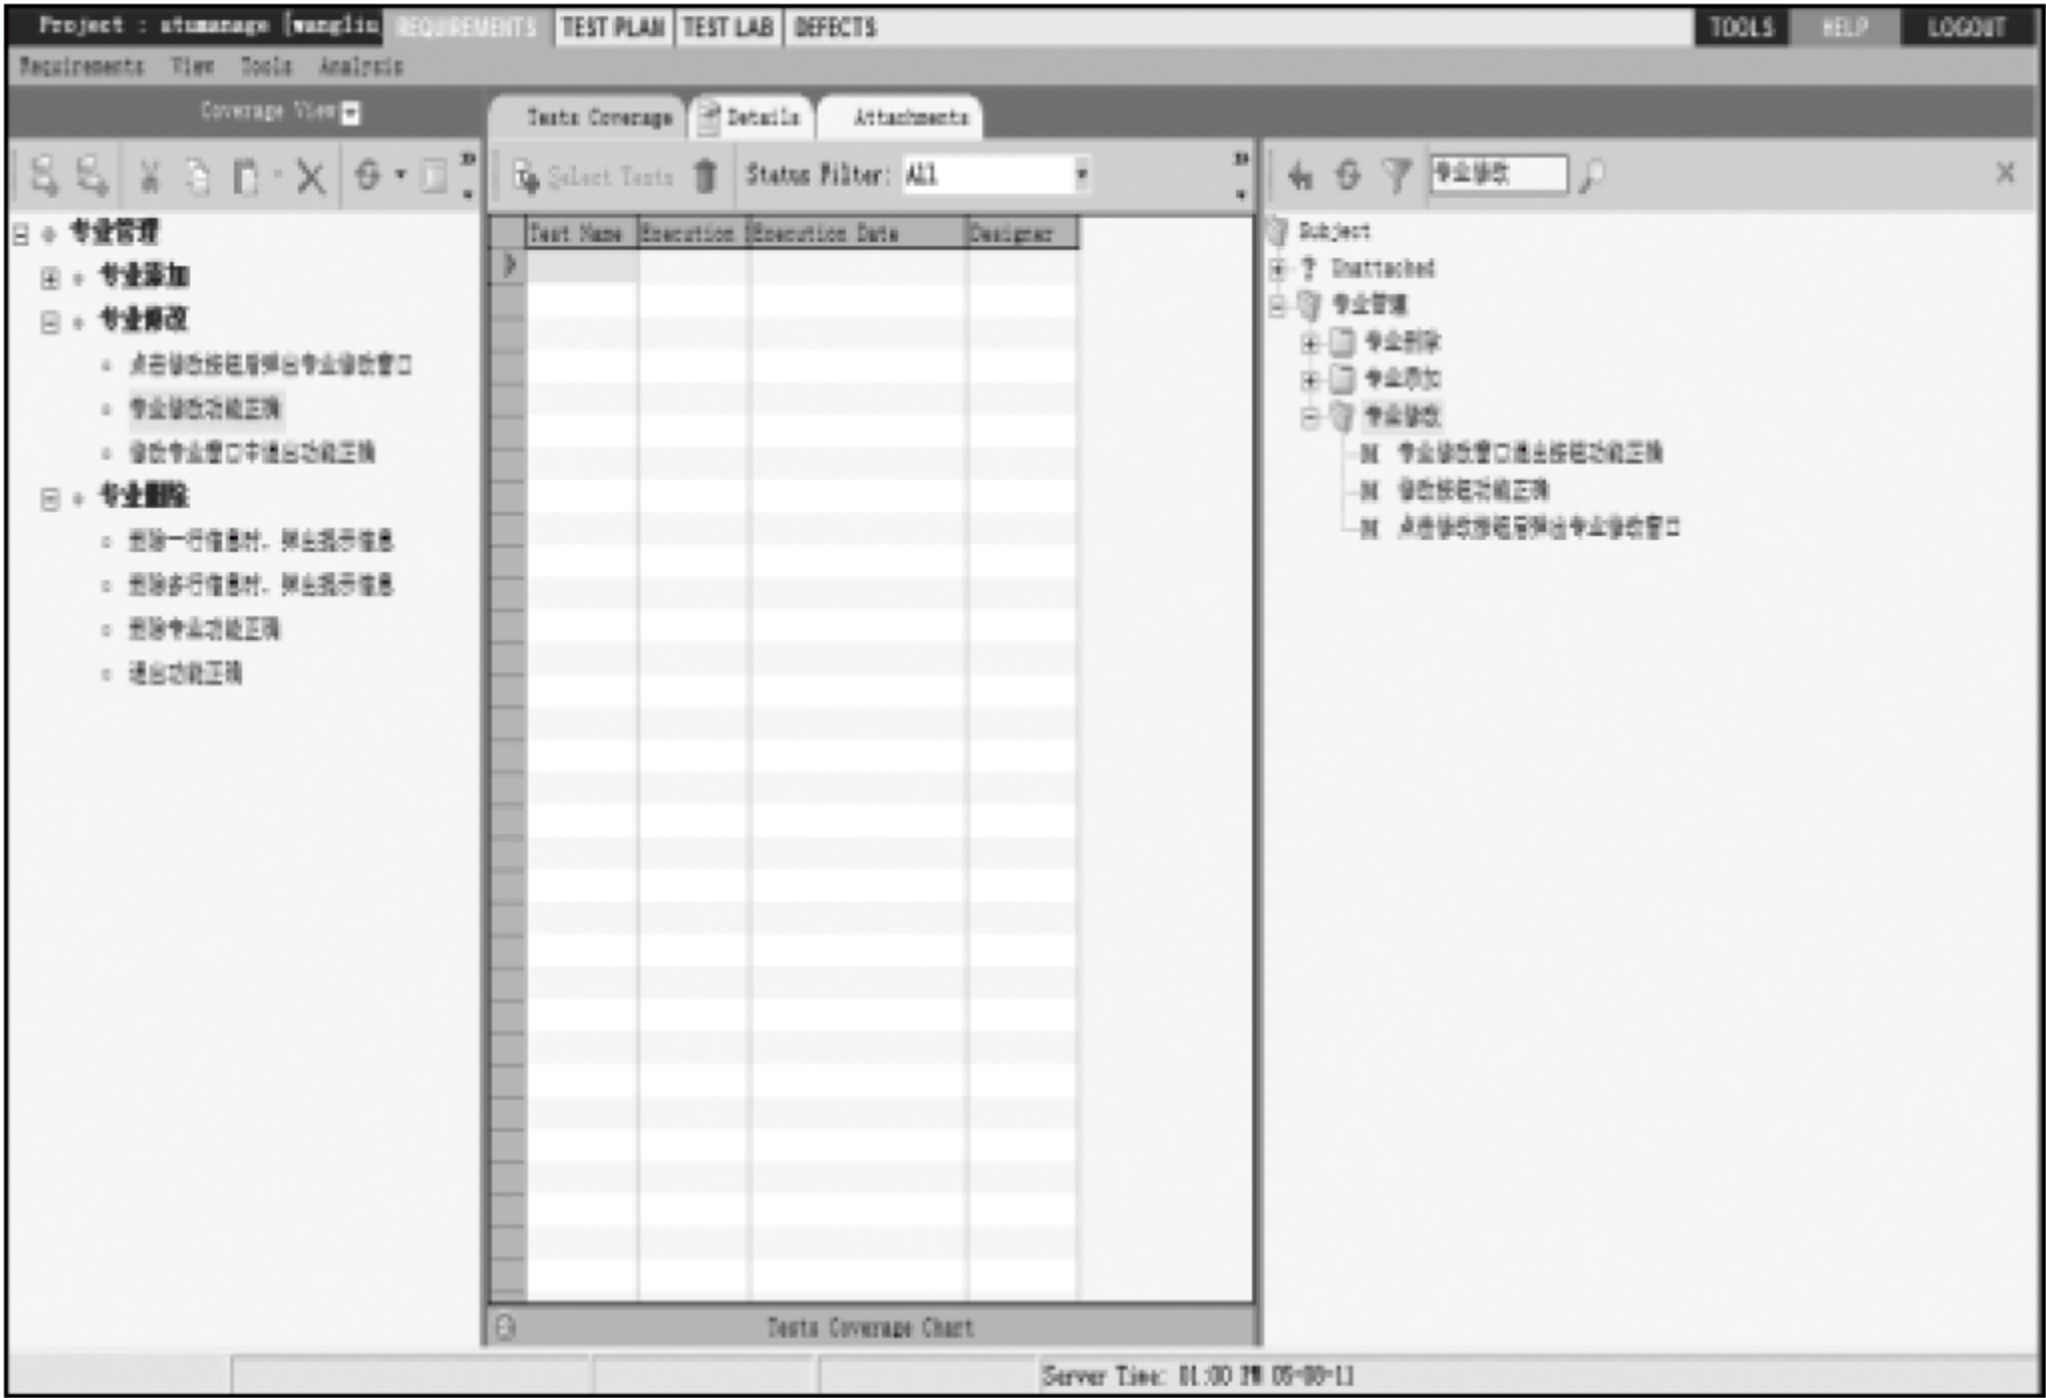 Project : stumanage [wangliu
REQUIREMENTS
TEST PLAN
TEST LAB
DEFECTS
TOOLS
HELP
LOGOUT
Requirements View Tools Analysis
Coverage View
Tests Coverage
Details
Attachments
Select Tests
Status Filter: All
专业修改
Test Name
Execution
Execution Date
Designer
专业管理
专业添加
专业修改
点击修改按钮后弹出专业修改窗口
专业修改功能正确
修改专业窗口中退出功能正确
专业删除
删除一行信息时，弹出提示信息
删除多行信息时，弹出提示信息
删除专业功能正确
退出功能正确
Subject
Unattached
专业管理
专业删除
专业添加
专业修改
专业修改窗口退出按钮功能正确
修改按钮功能正确
点击修改按钮后弹出专业修改窗口
Tests Coverage Chart
Server Time: 01:00 PM 05-08-11